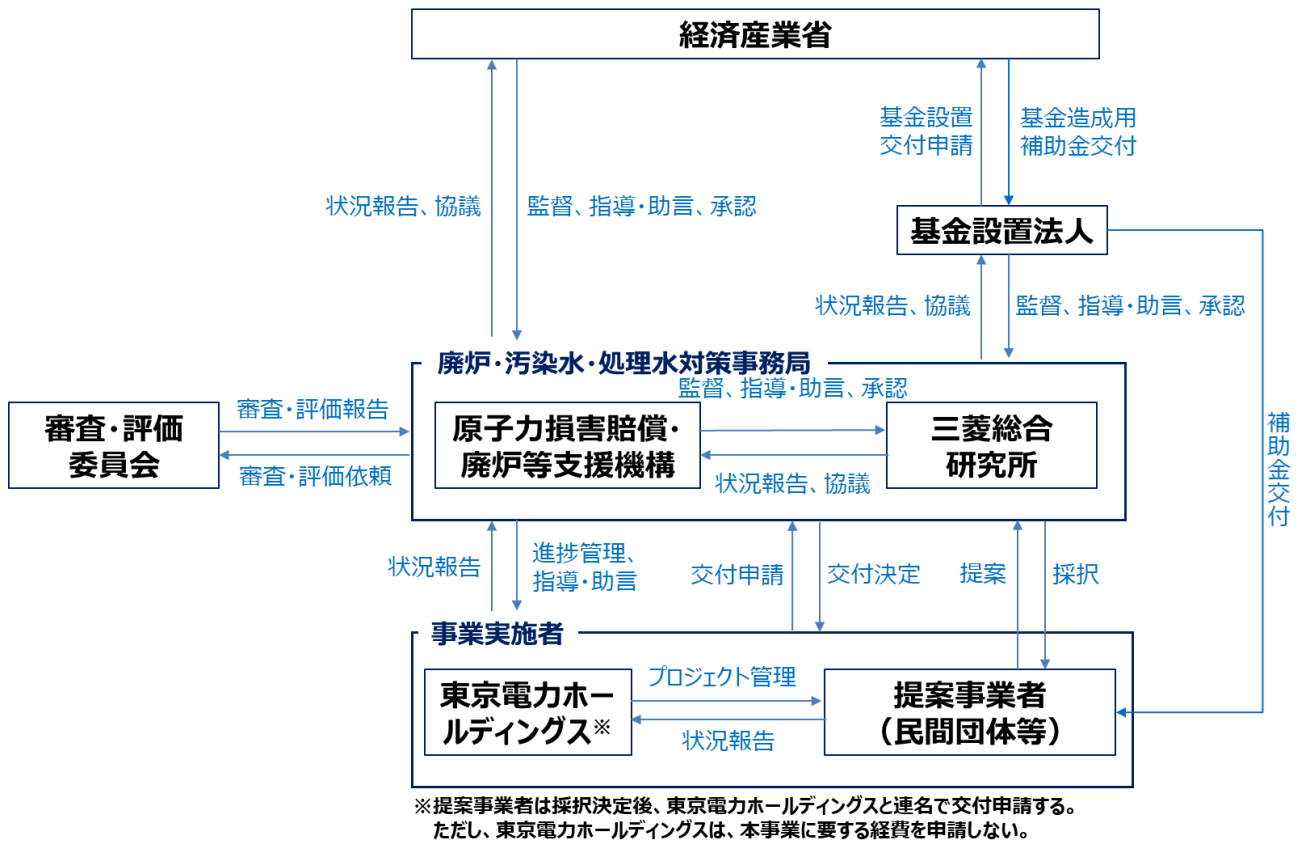 経済産業省
基金設置
交付申請
基金造成用
補助金交付
状況報告、協議
監督、指導・助言、承認
基金設置法人
状況報告、協議
監督、指導・助言、承認
廃炉・汚染水・処理水対策事務局
監督、指導・助言、承認
審査・評価
委員会
審査・評価報告
審査・評価依頼
原子力損害賠償・
廃炉等支援機構
三菱総合
研究所
状況報告、協議
補助金交付
状況報告
進捗管理、
指導・助言
交付申請
交付決定
提案
採択
事業実施者
東京電力ホー
ルディングス※
プロジェクト管理
状況報告
提案事業者
（民間団体等）
※提案事業者は採択決定後、東京電力ホールディングスと連名で交付申請する。
ただし、東京電力ホールディングスは、本事業に要する経費を申請しない。